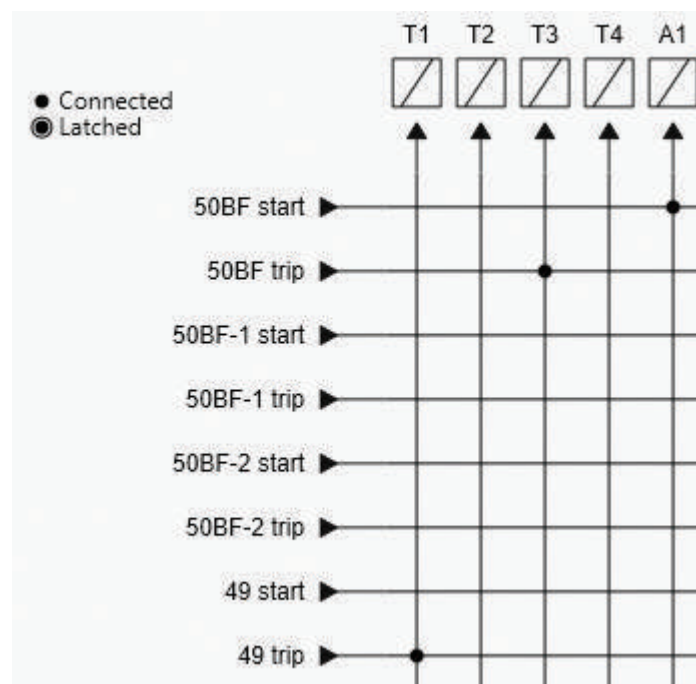 T1 T2 T3 T4 A1
Connected
Latched
50BF start
50BF trip
50BF-1 start
50BF-1 trip
50BF-2 start
50BF-2 trip
49 start
49 trip